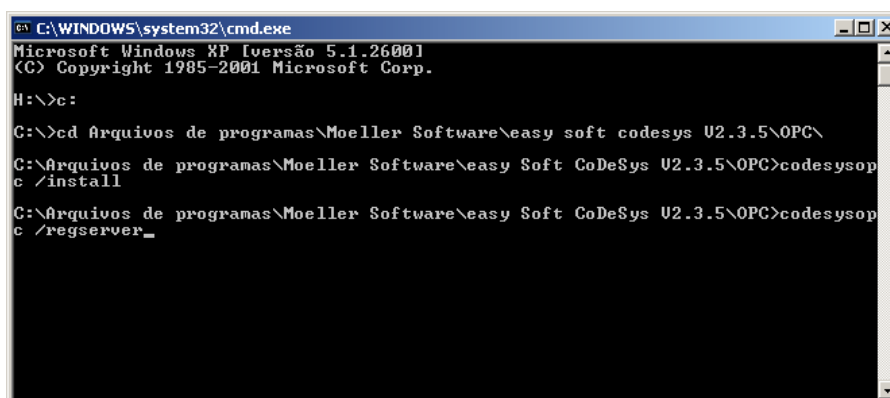 C:\WINDOWS\system32\cmd.exe
Microsoft Windows XP [versão 5.1.2600]
(C) Copyright 1985-2001 Microsoft Corp.
H:\>c:
C:\>cd Arquivos de programas\Moeller Software\easy soft codesys V2.3.5\OPC\
C:\Arquivos de programas\Moeller Software\easy Soft CoDeSys V2.3.5\OPC>codesysop
c /install
C:\Arquivos de programas\Moeller Software\easy Soft CoDeSys V2.3.5\OPC>codesysop
c /regserver_